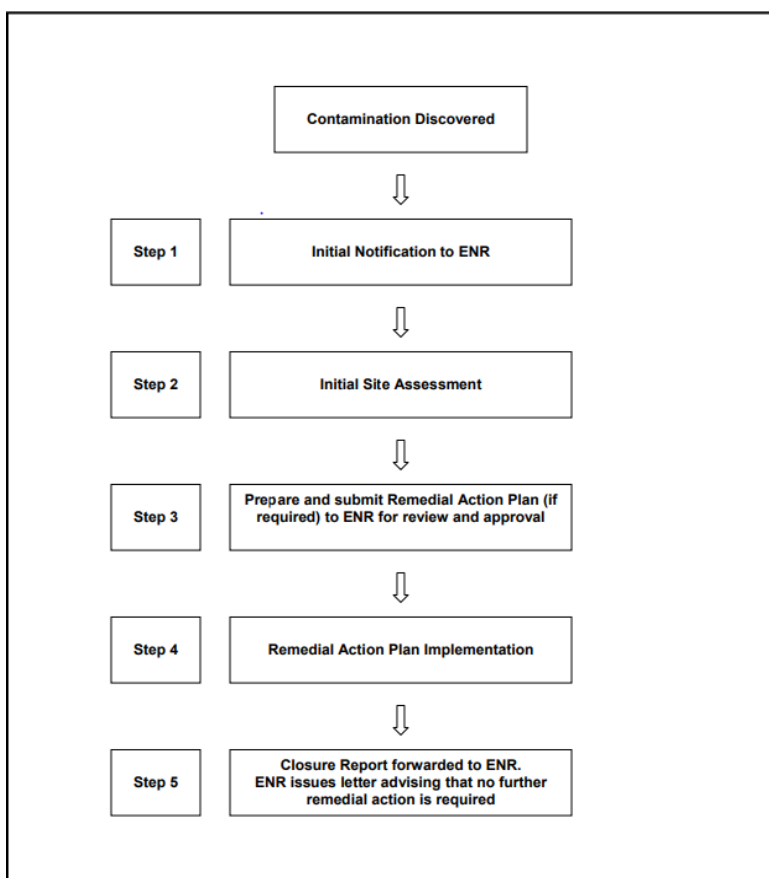 Contamination Discovered
Step 1
Initial Notification to ENR
Step 2
Initial Site Assessment
Step 3
Prepare and submit Remedial Action Plan (if
required) to ENR for review and approval
Step 4
Remedial Action Plan Implementation
Step 5
Closure Report forwarded to ENR.
ENR issues letter advising that no further
remedial action is required